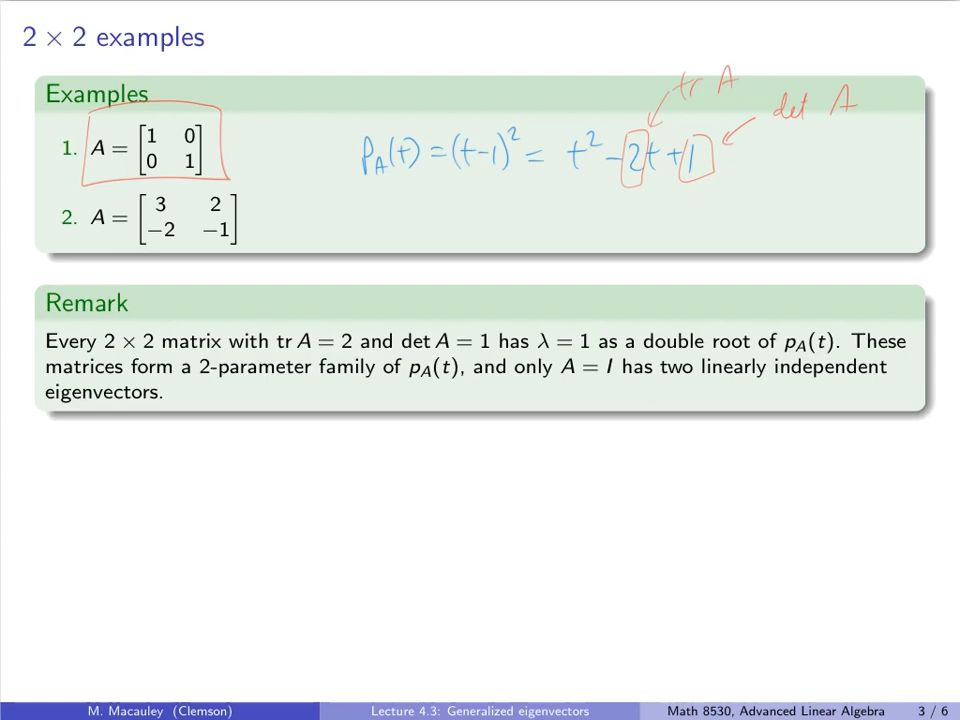 2 × 2 examples
tr A
Examples
det A
1. A = [1 0
0 1]
P_A(t) = (t-1)² = t² - 2t + 1
2. A = [3 2
−2 −1]
Remark
Every 2 × 2 matrix with tr A = 2 and det A = 1 has λ = 1 as a double root of p_A(t). These
matrices form a 2-parameter family of p_A(t), and only A = I has two linearly independent
eigenvectors.
M. Macauley (Clemson) Lecture 4.3: Generalized eigenvectors Math 8530, Advanced Linear Algebra 3 / 6